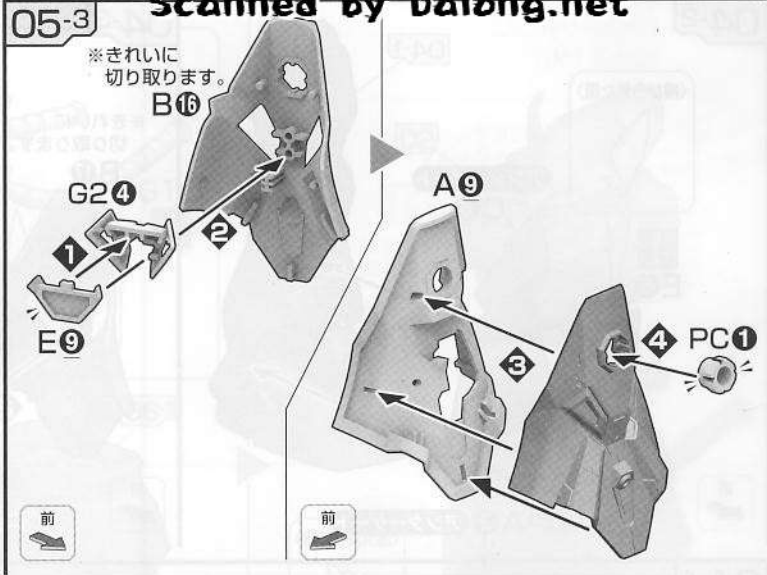 Scanned by Dalong.net
05-3
※きれいに
切り取ります。
B⓰
G2❹
❶
❷
E❾
A❾
❸
❹
PC❶
前
前